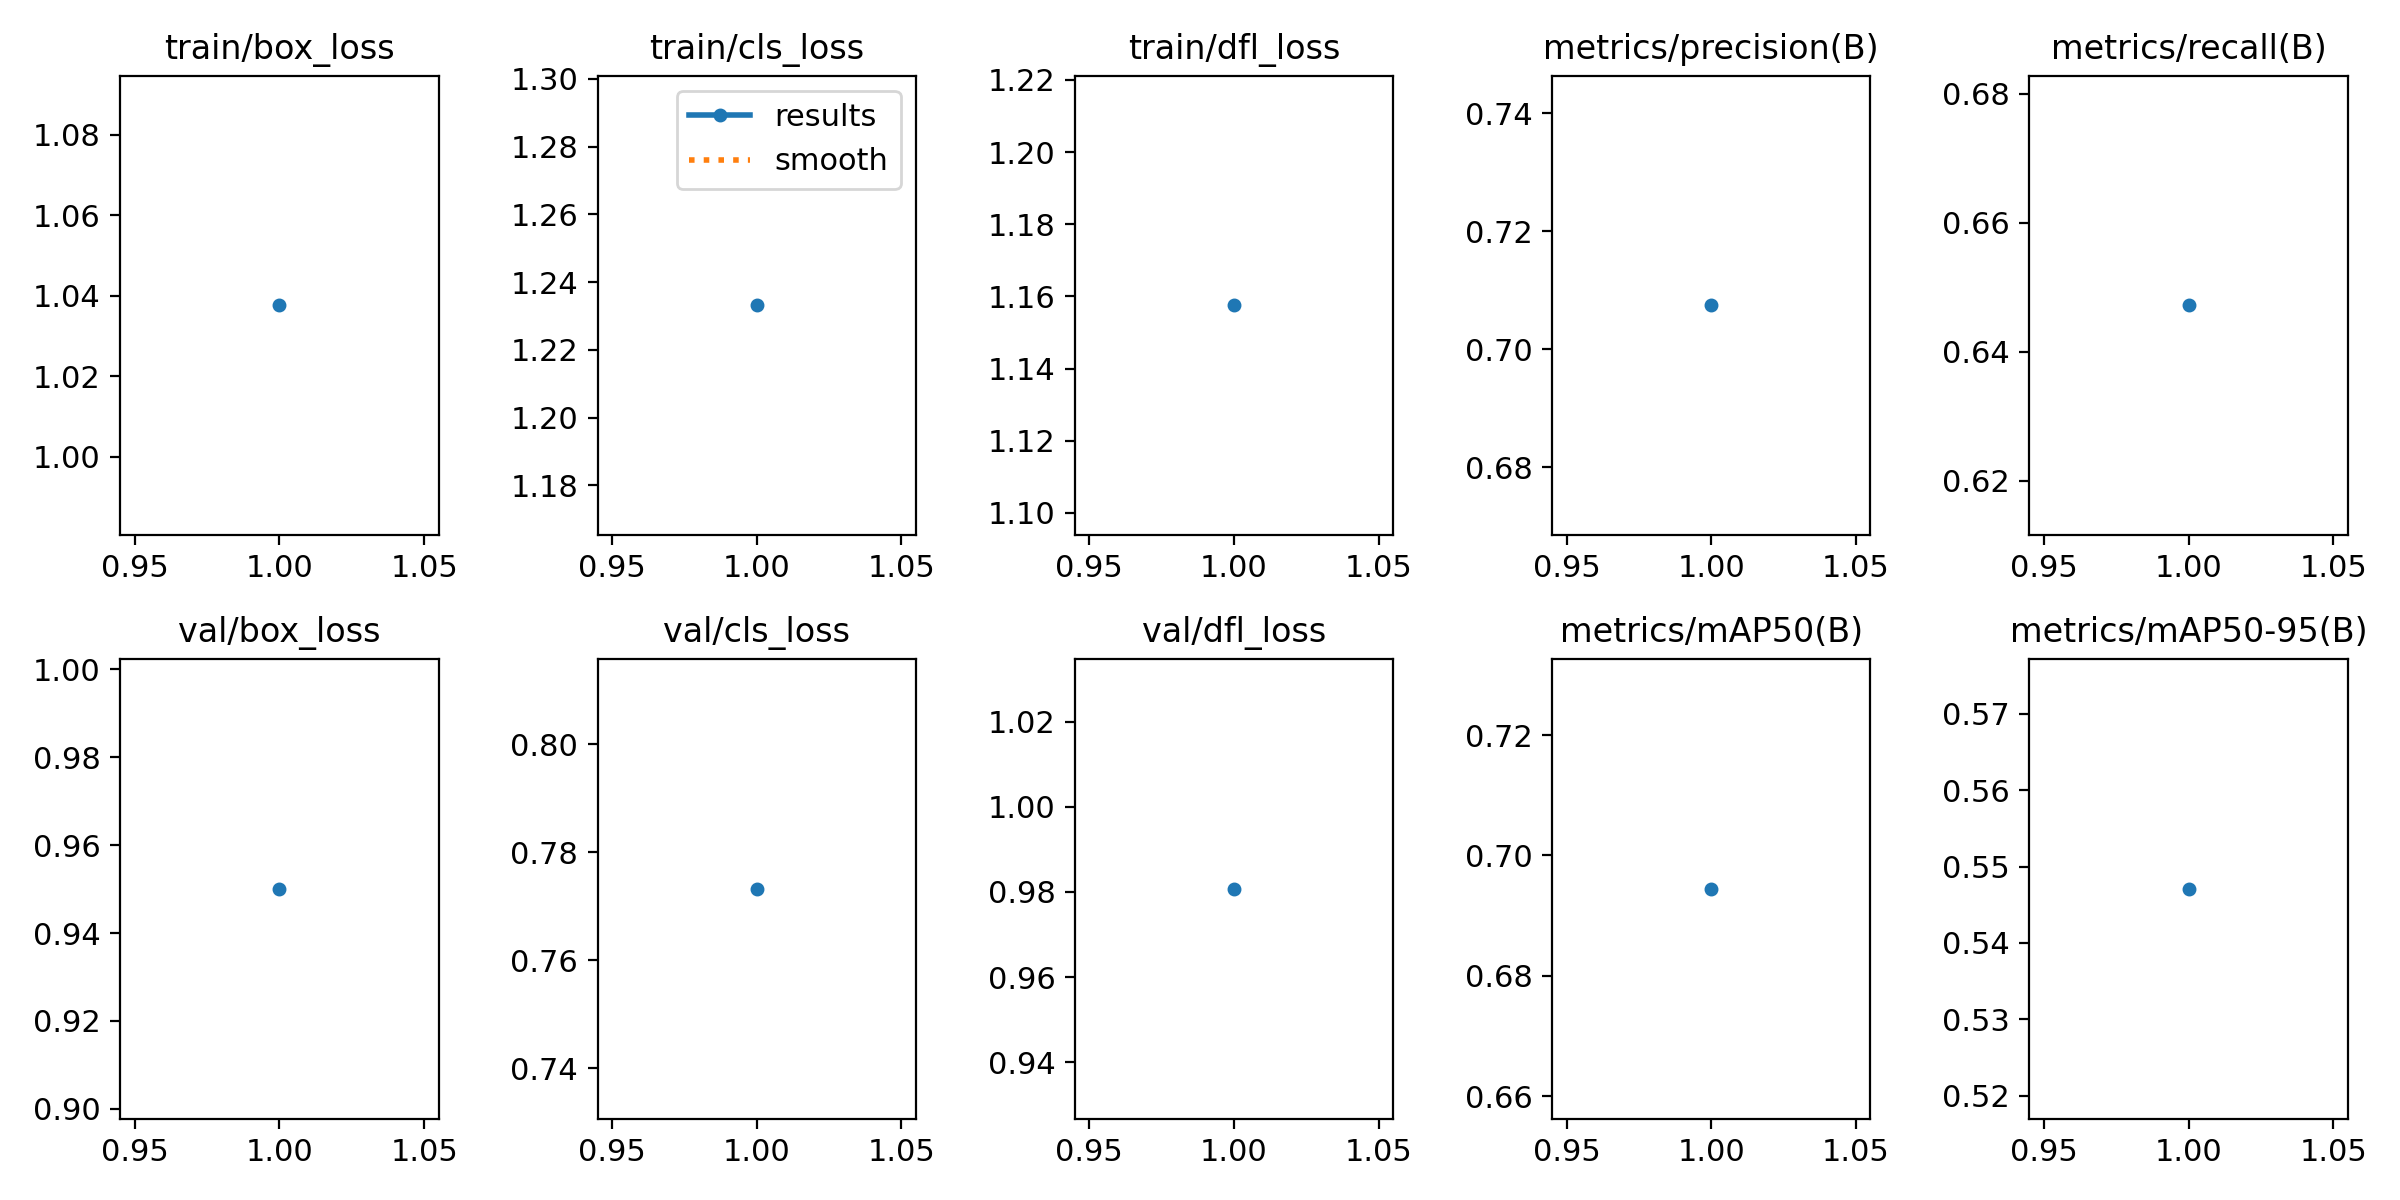 train/box_loss
1.08
1.06
1.04
1.02
1.00
0.95 1.00 1.05
train/cls_loss
1.30
1.28
1.26
1.24
1.22
1.20
1.18
results
smooth
0.95 1.00 1.05
train/dfl_loss
1.22
1.20
1.18
1.16
1.14
1.12
1.10
0.95 1.00 1.05
metrics/precision(B)
0.74
0.72
0.70
0.68
0.95 1.00 1.05
metrics/recall(B)
0.68
0.66
0.64
0.62
0.95 1.00 1.05
val/box_loss
1.00
0.98
0.96
0.94
0.92
0.90
0.95 1.00 1.05
val/cls_loss
0.80
0.78
0.76
0.74
0.95 1.00 1.05
val/dfl_loss
1.02
1.00
0.98
0.96
0.94
0.95 1.00 1.05
metrics/mAP50(B)
0.72
0.70
0.68
0.66
0.95 1.00 1.05
metrics/mAP50-95(B)
0.57
0.56
0.55
0.54
0.53
0.52
0.95 1.00 1.05